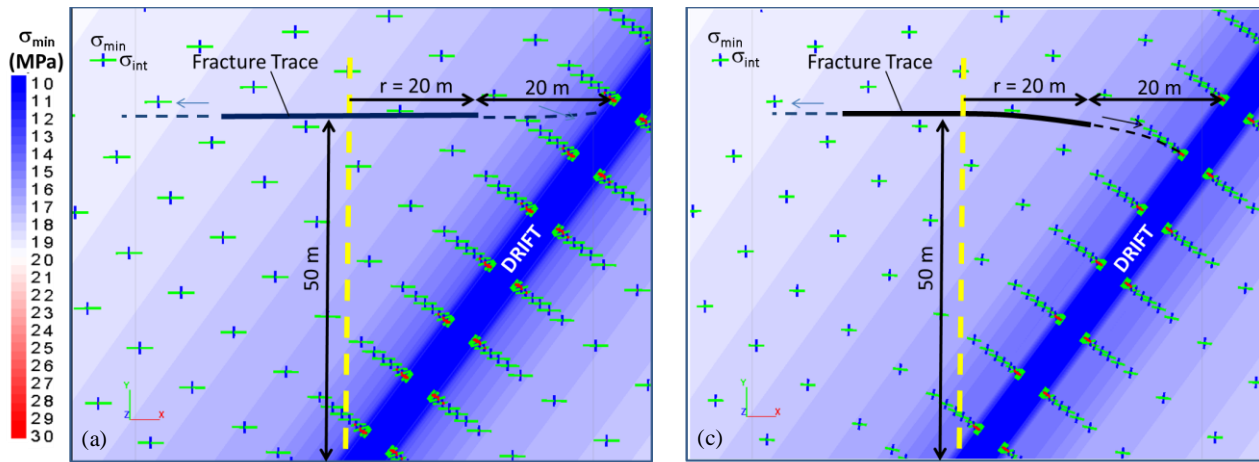 σmin
(MPa)
10
11
12
13
14
15
16
17
18
19
20
21
22
23
24
25
26
27
28
29
30
σmin
σint
Fracture Trace
r = 20 m
20 m
50 m
DRIFT
Y
Z
X
(a)
σmin
σint
Fracture Trace
r = 20 m
20 m
50 m
DRIFT
Y
Z
X
(c)